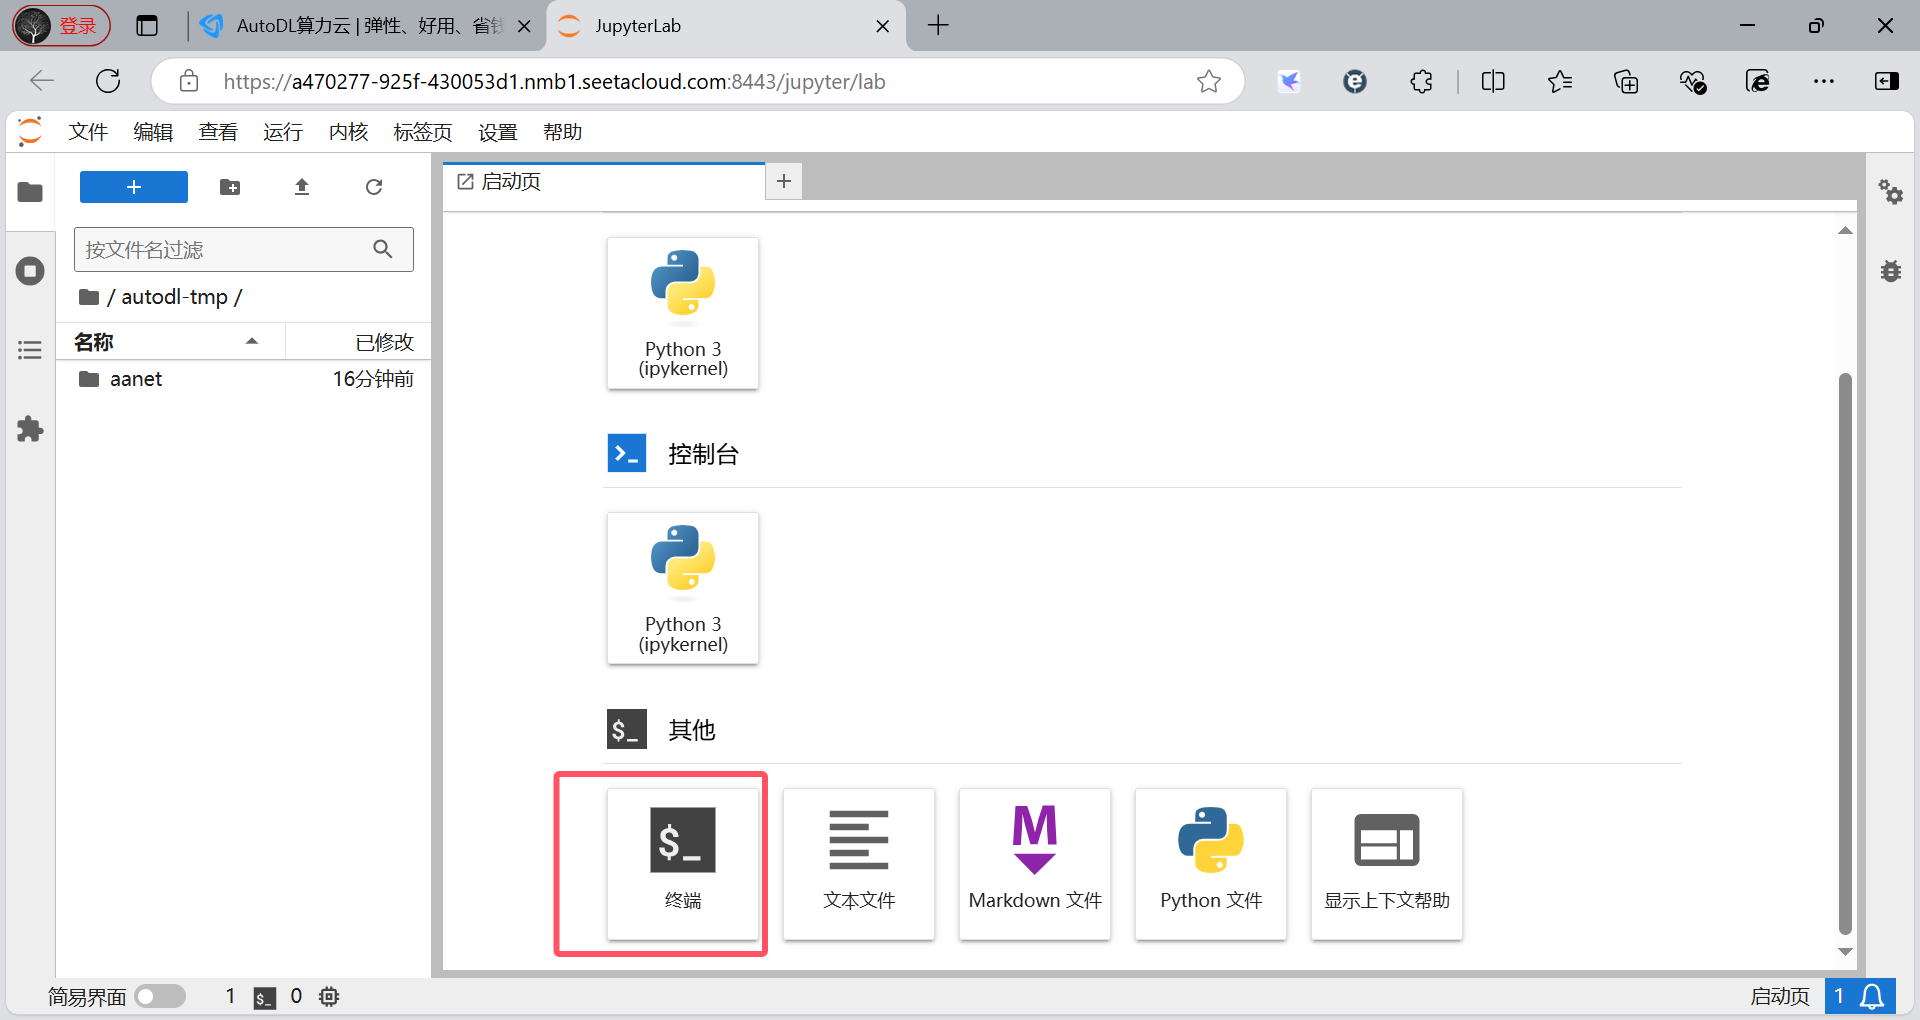 登录
AutoDL算力云 | 弹性、好用、省钱
JupyterLab
https://a470277-925f-430053d1.nmb1.seetacloud.com:8443/jupyter/lab
文件 编辑 查看 运行 内核 标签页 设置 帮助
启动页
按文件名过滤
/ autodl-tmp /
名称 已修改
aanet 16分钟前
Python 3
(ipykernel)
控制台
Python 3
(ipykernel)
$_ 其他
$_
终端
文本文件
M
Markdown 文件
Python 文件
显示上下文帮助
简易界面 1 $_ 0
启动页 1